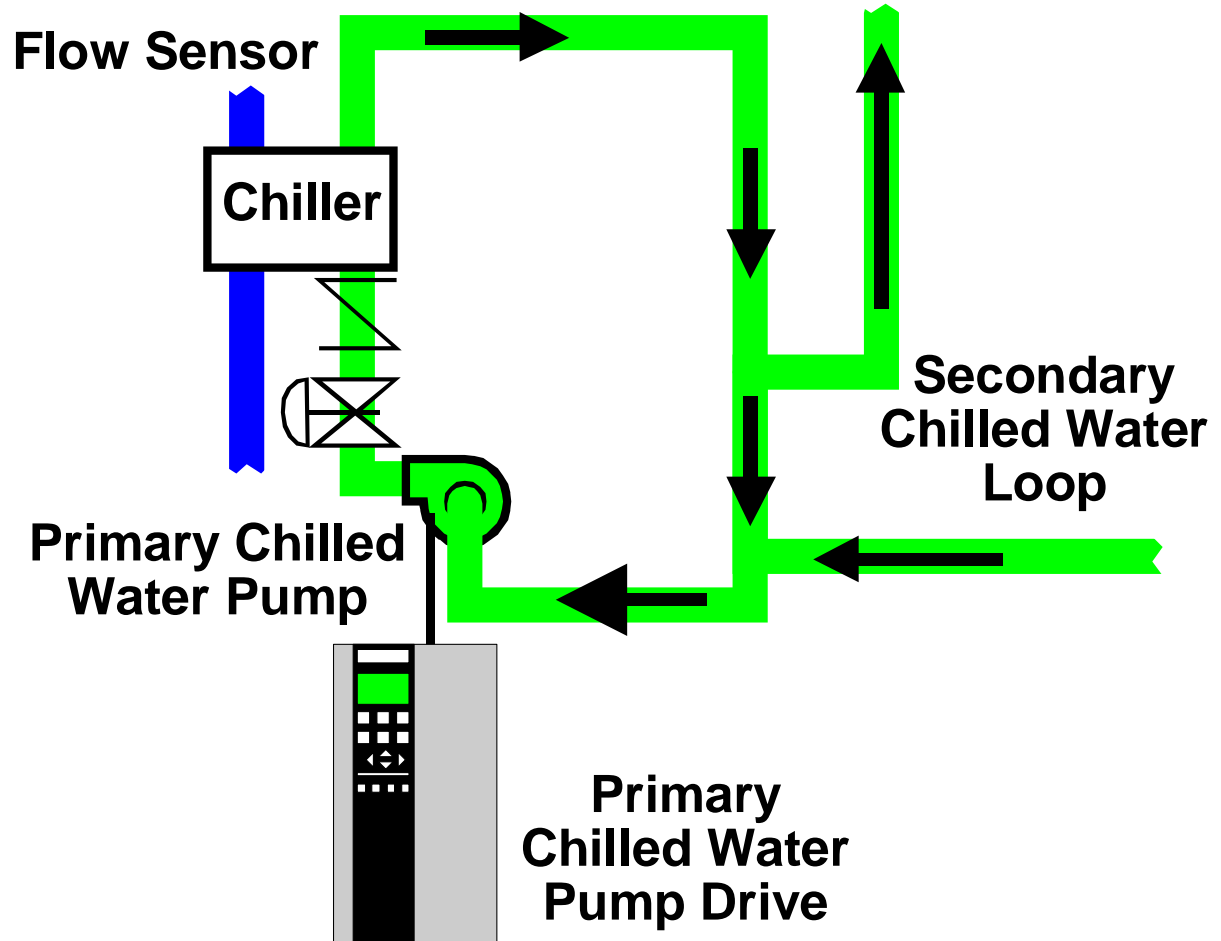 Flow Sensor
Chiller
Secondary
Chilled Water
Loop
Primary Chilled
Water Pump
Primary
Chilled Water
Pump Drive